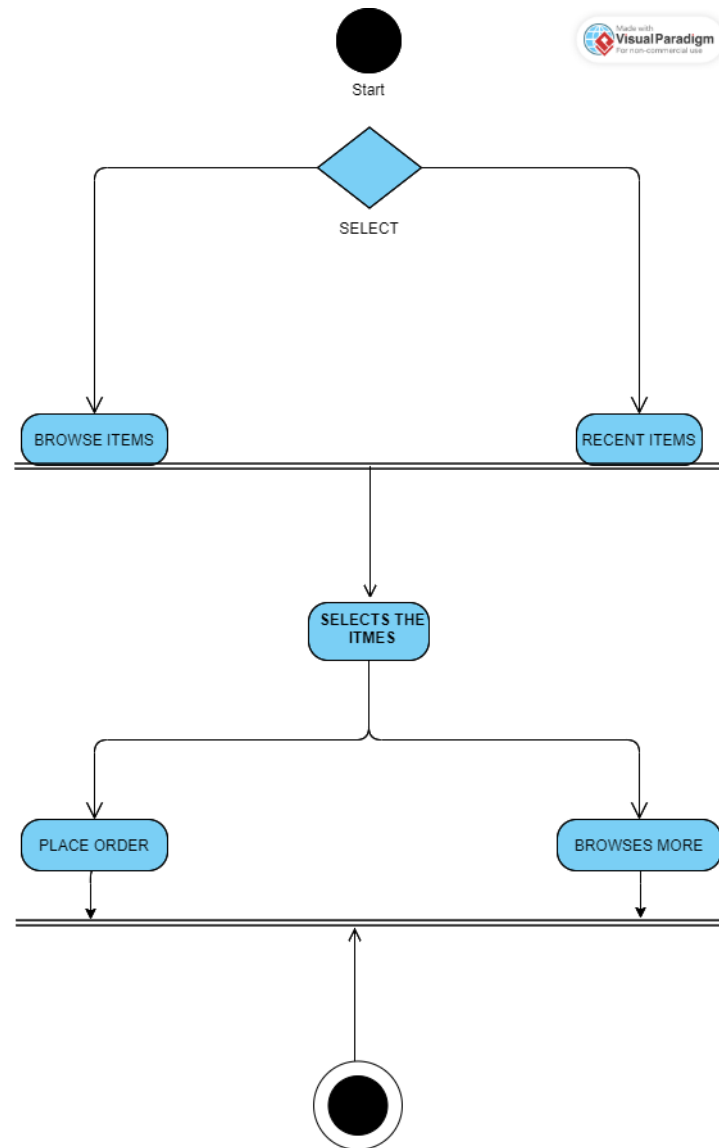 Made with
Visual Paradigm
For non-commercial use
Start
SELECT
BROWSE ITEMS
RECENT ITEMS
SELECTS THE
ITMES
PLACE ORDER
BROWSES MORE